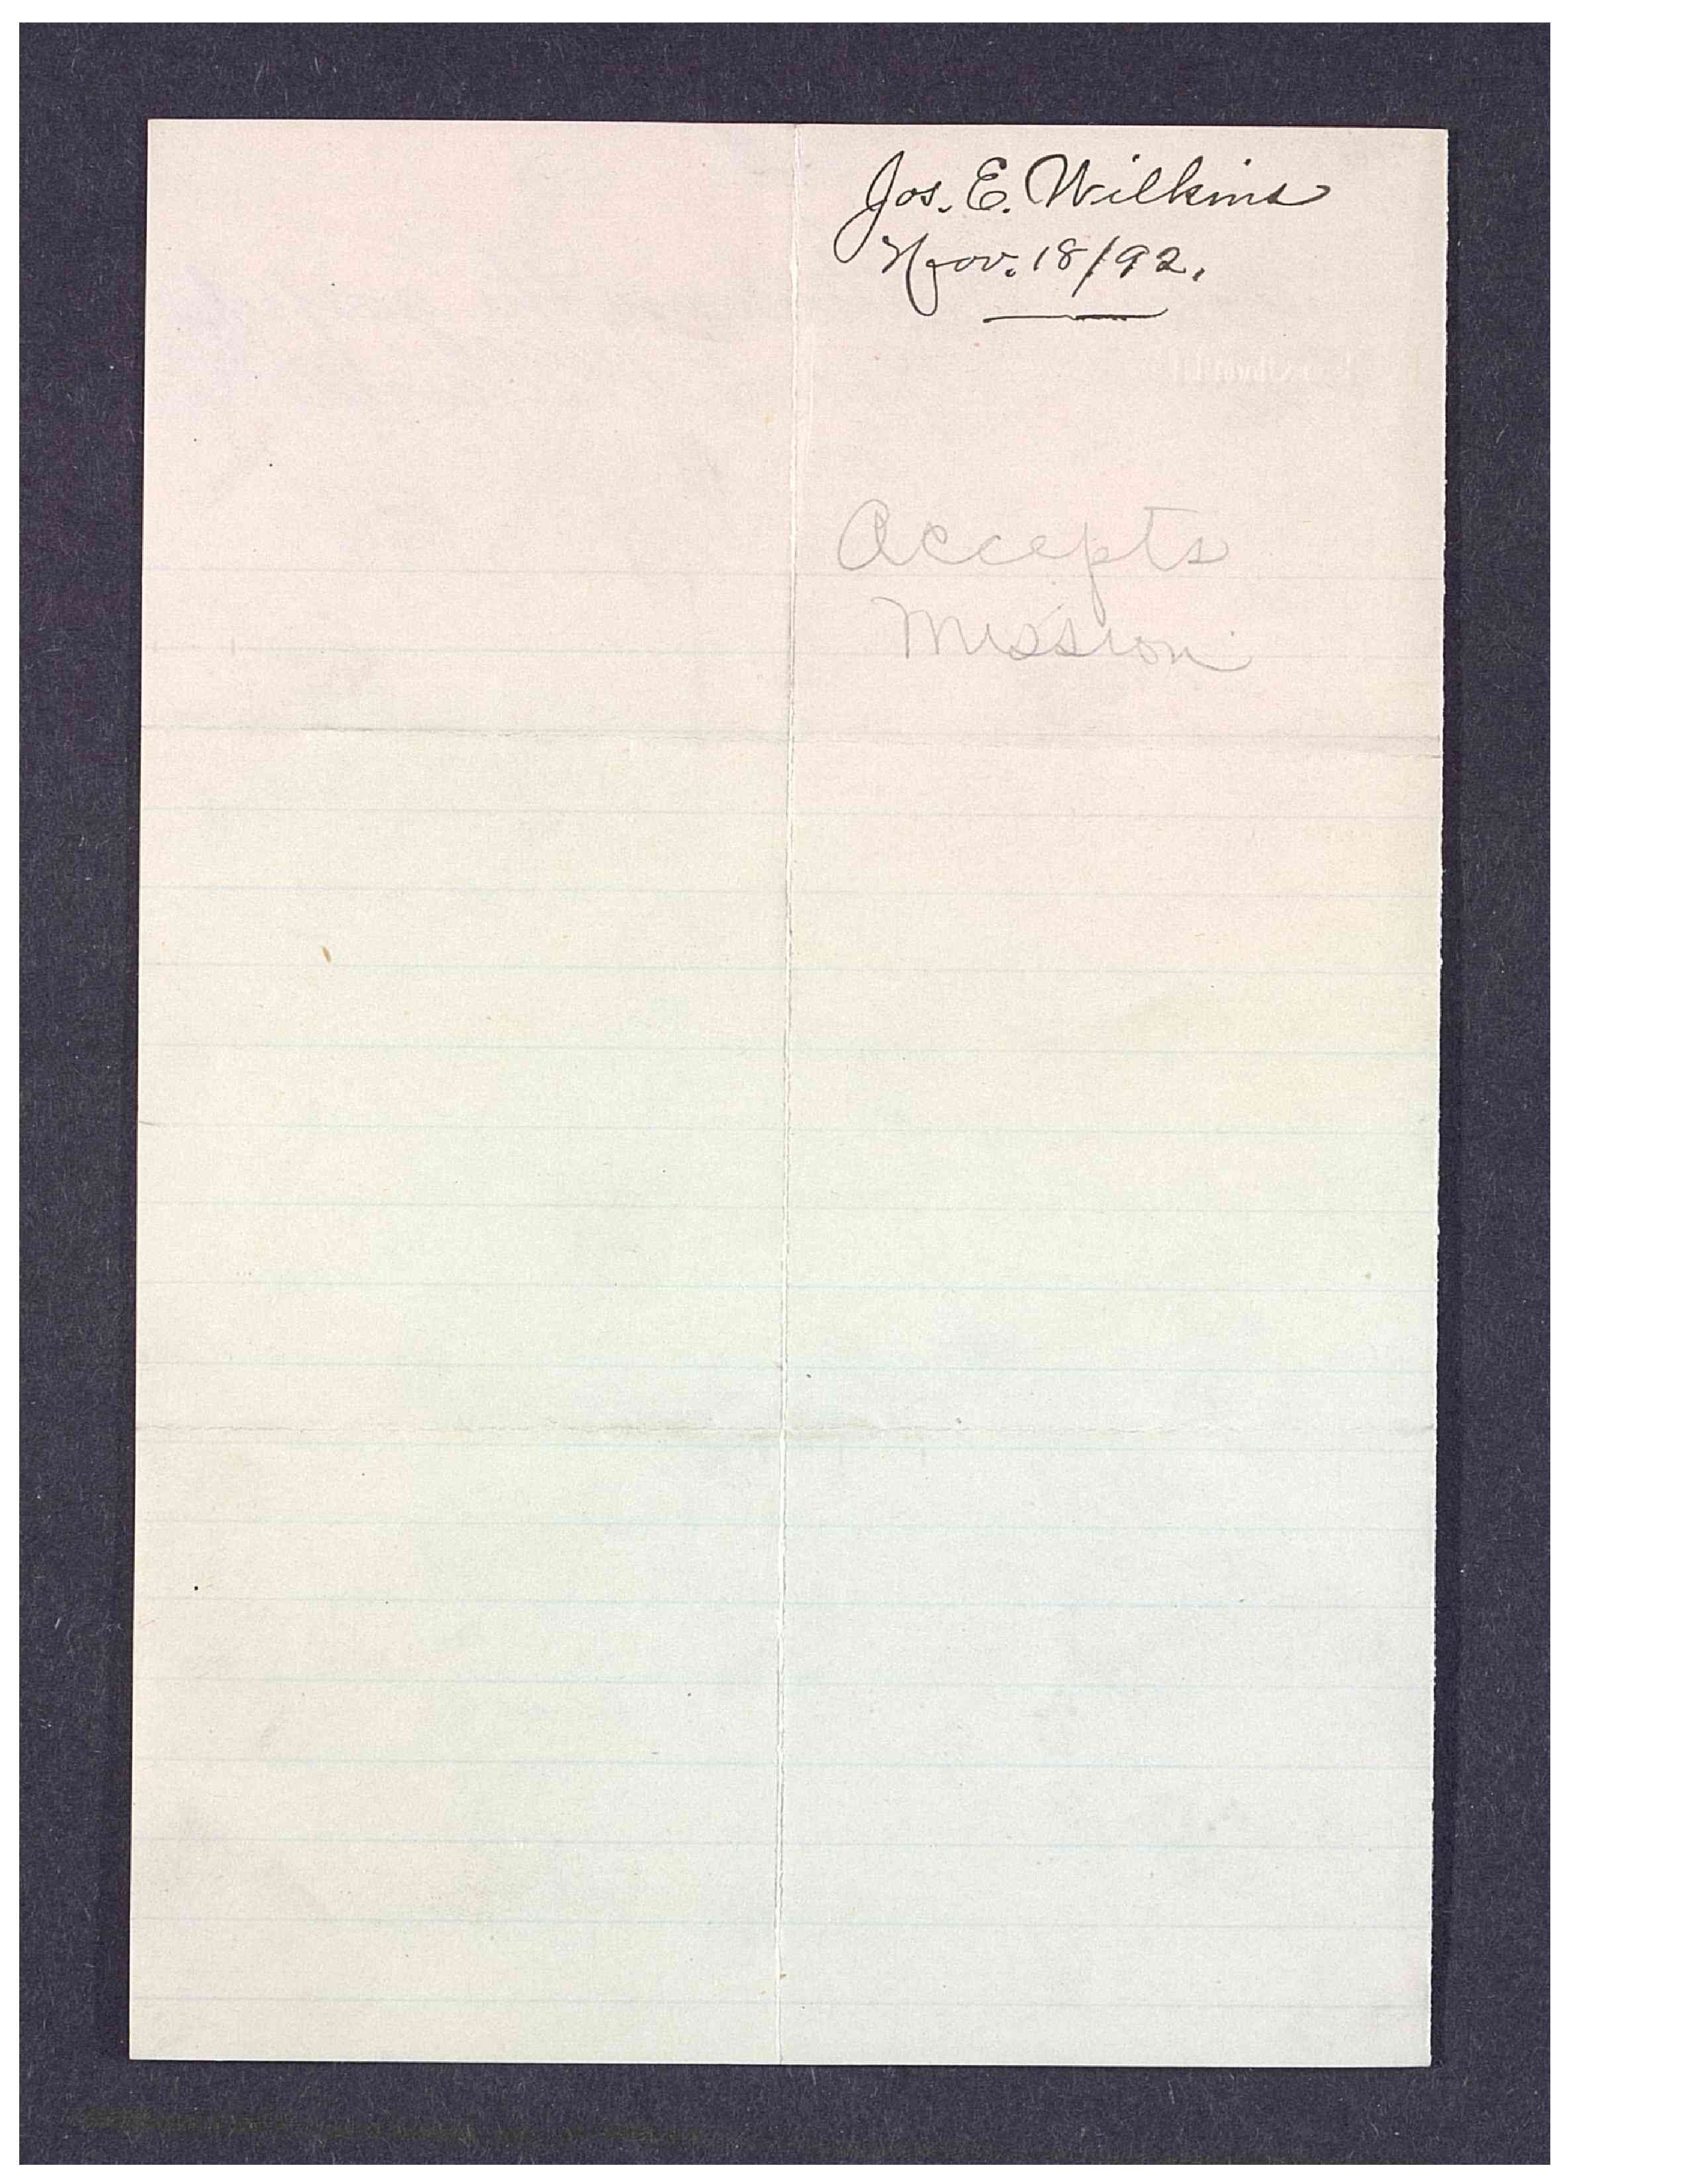 Jos. E. Wilkins
Nov. 18/92.
Accepts
Mission